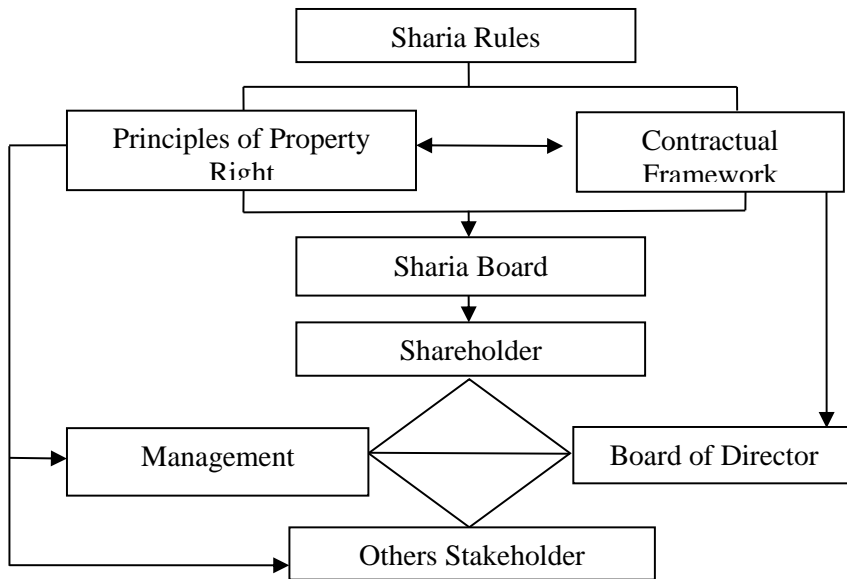 Sharia Rules
Principles of Property
Right
Contractual
Framework
Sharia Board
Shareholder
Management
Board of Director
Others Stakeholder